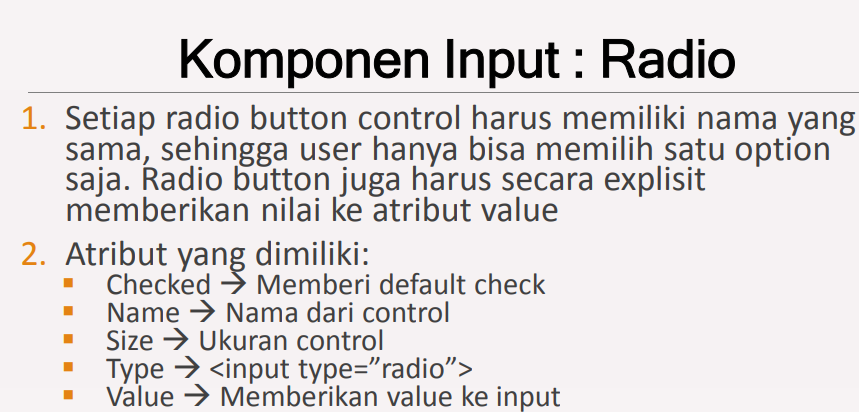 Komponen Input : Radio
1. Setiap radio button control harus memiliki nama yang
sama, sehingga user hanya bisa memilih satu option
saja. Radio button juga harus secara explisit
memberikan nilai ke atribut value
2. Atribut yang dimiliki:
▪ Checked → Memberi default check
▪ Name → Nama dari control
▪ Size → Ukuran control
▪ Type → <input type=”radio”>
▪ Value → Memberikan value ke input